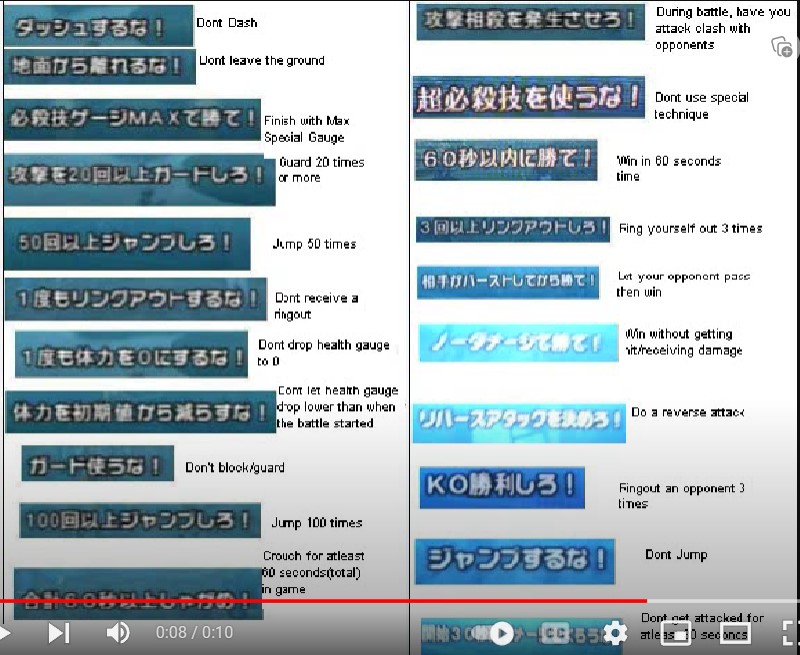 ダッシュするな！
Dont Dash
地面から離れるな！
Dont leave the ground
必殺技ゲージMAXで勝て！
Finish with Max
Special Gauge
攻撃を20回以上ガードしろ！
Guard 20 times
or more
50回以上ジャンプしろ！
Jump 50 times
1度もリングアウトするな！
Dont receive a
ringout
1度も体力を0にするな！
Dont drop health gauge
to 0
体力を初期値から減らすな！
Dont let health gauge
drop lower than when
the battle started
ガード使うな！
Don't block/guard
100回以上ジャンプしろ！
Jump 100 times
合計60秒以上しゃがめ！
Crouch for atleast
60 seconds(total)
in game
攻撃相殺を発生させろ！
During battle, have you
attack clash with
opponents
超必殺技を使うな！
Dont use special
technique
60秒以内に勝て！
Win in 60 seconds
time
3回以上リングアウトしろ！
Ring yourself out 3 times
相手がバーストしてから勝て！
Let your opponent pass
then win
ノーダメージで勝て！
Win without getting
hit/receiving damage
リバースアタックを決めろ！
Do a reverse attack
KO勝利しろ！
Ringout an opponent 3
times
ジャンプするな！
Dont Jump
開始30
Dont get attacked for
atleast 30 seconds
0:08 / 0:10